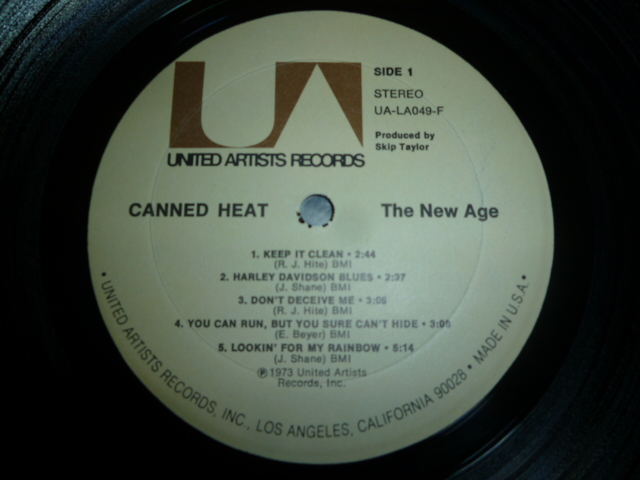 UA
UNITED ARTISTS RECORDS
SIDE 1
STEREO
UA-LA049-F
Produced by
Skip Taylor
CANNED HEAT
The New Age
1. KEEP IT CLEAN • 2:44
(R. J. Hite) BMI
2. HARLEY DAVIDSON BLUES • 2:37
(J. Shane) BMI
3. DON'T DECEIVE ME • 3:06
(R. J. Hite) BMI
4. YOU CAN RUN, BUT YOU SURE CAN'T HIDE •
(E. Beyer) BMI
5. LOOKIN' FOR MY RAINBOW • 5:14
(J. Shane) BMI
℗ 1973 United Artists
Records, Inc.
• UNITED ARTISTS RECORDS, INC., LOS ANGELES, CALIFORNIA 90028 • MADE IN U.S.A. •